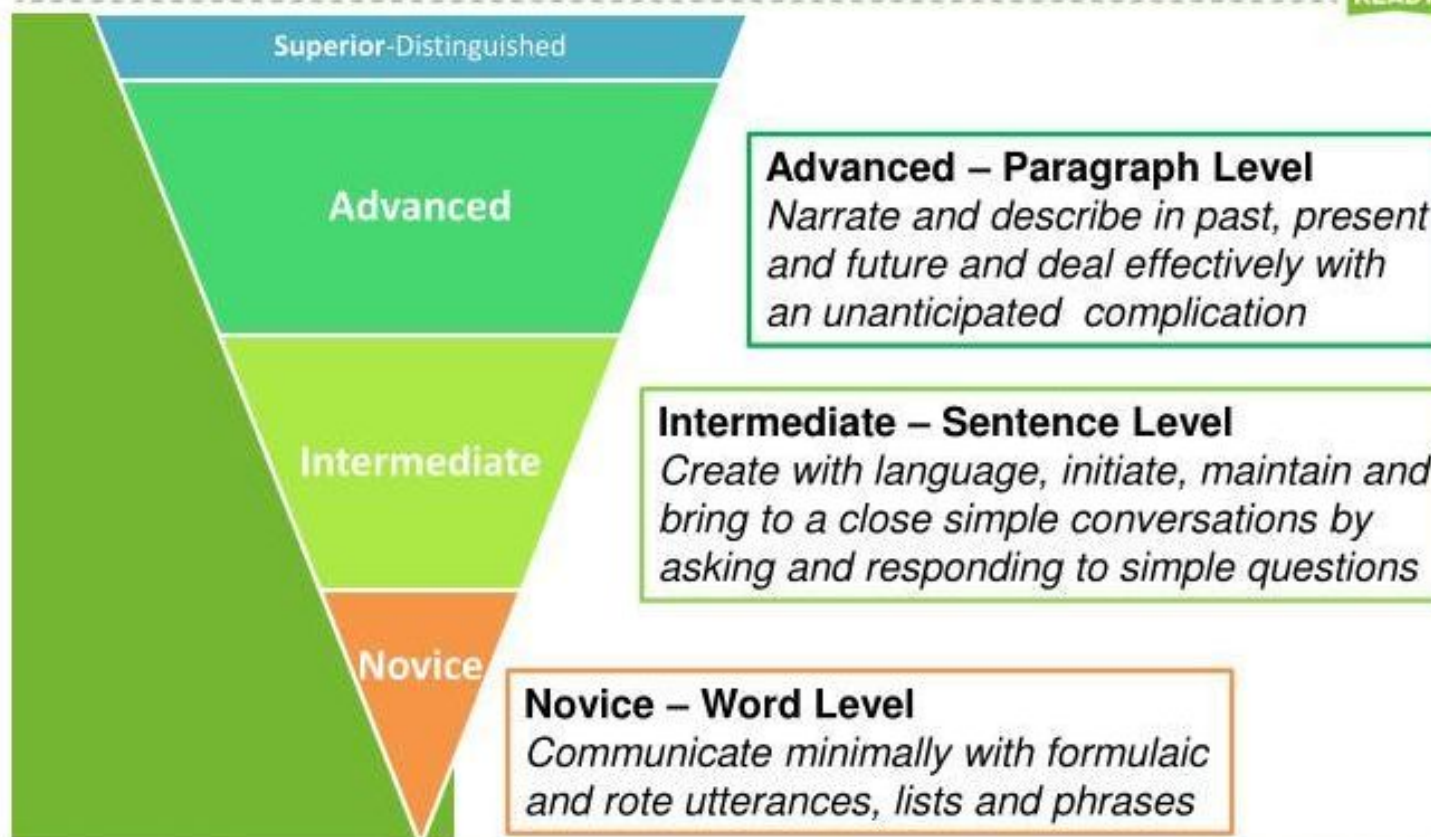 Superior-Distinguished
Advanced
Advanced – Paragraph Level
Narrate and describe in past, present
and future and deal effectively with
an unanticipated complication
Intermediate
Intermediate – Sentence Level
Create with language, initiate, maintain and
bring to a close simple conversations by
asking and responding to simple questions
Novice
Novice – Word Level
Communicate minimally with formulaic
and rote utterances, lists and phrases